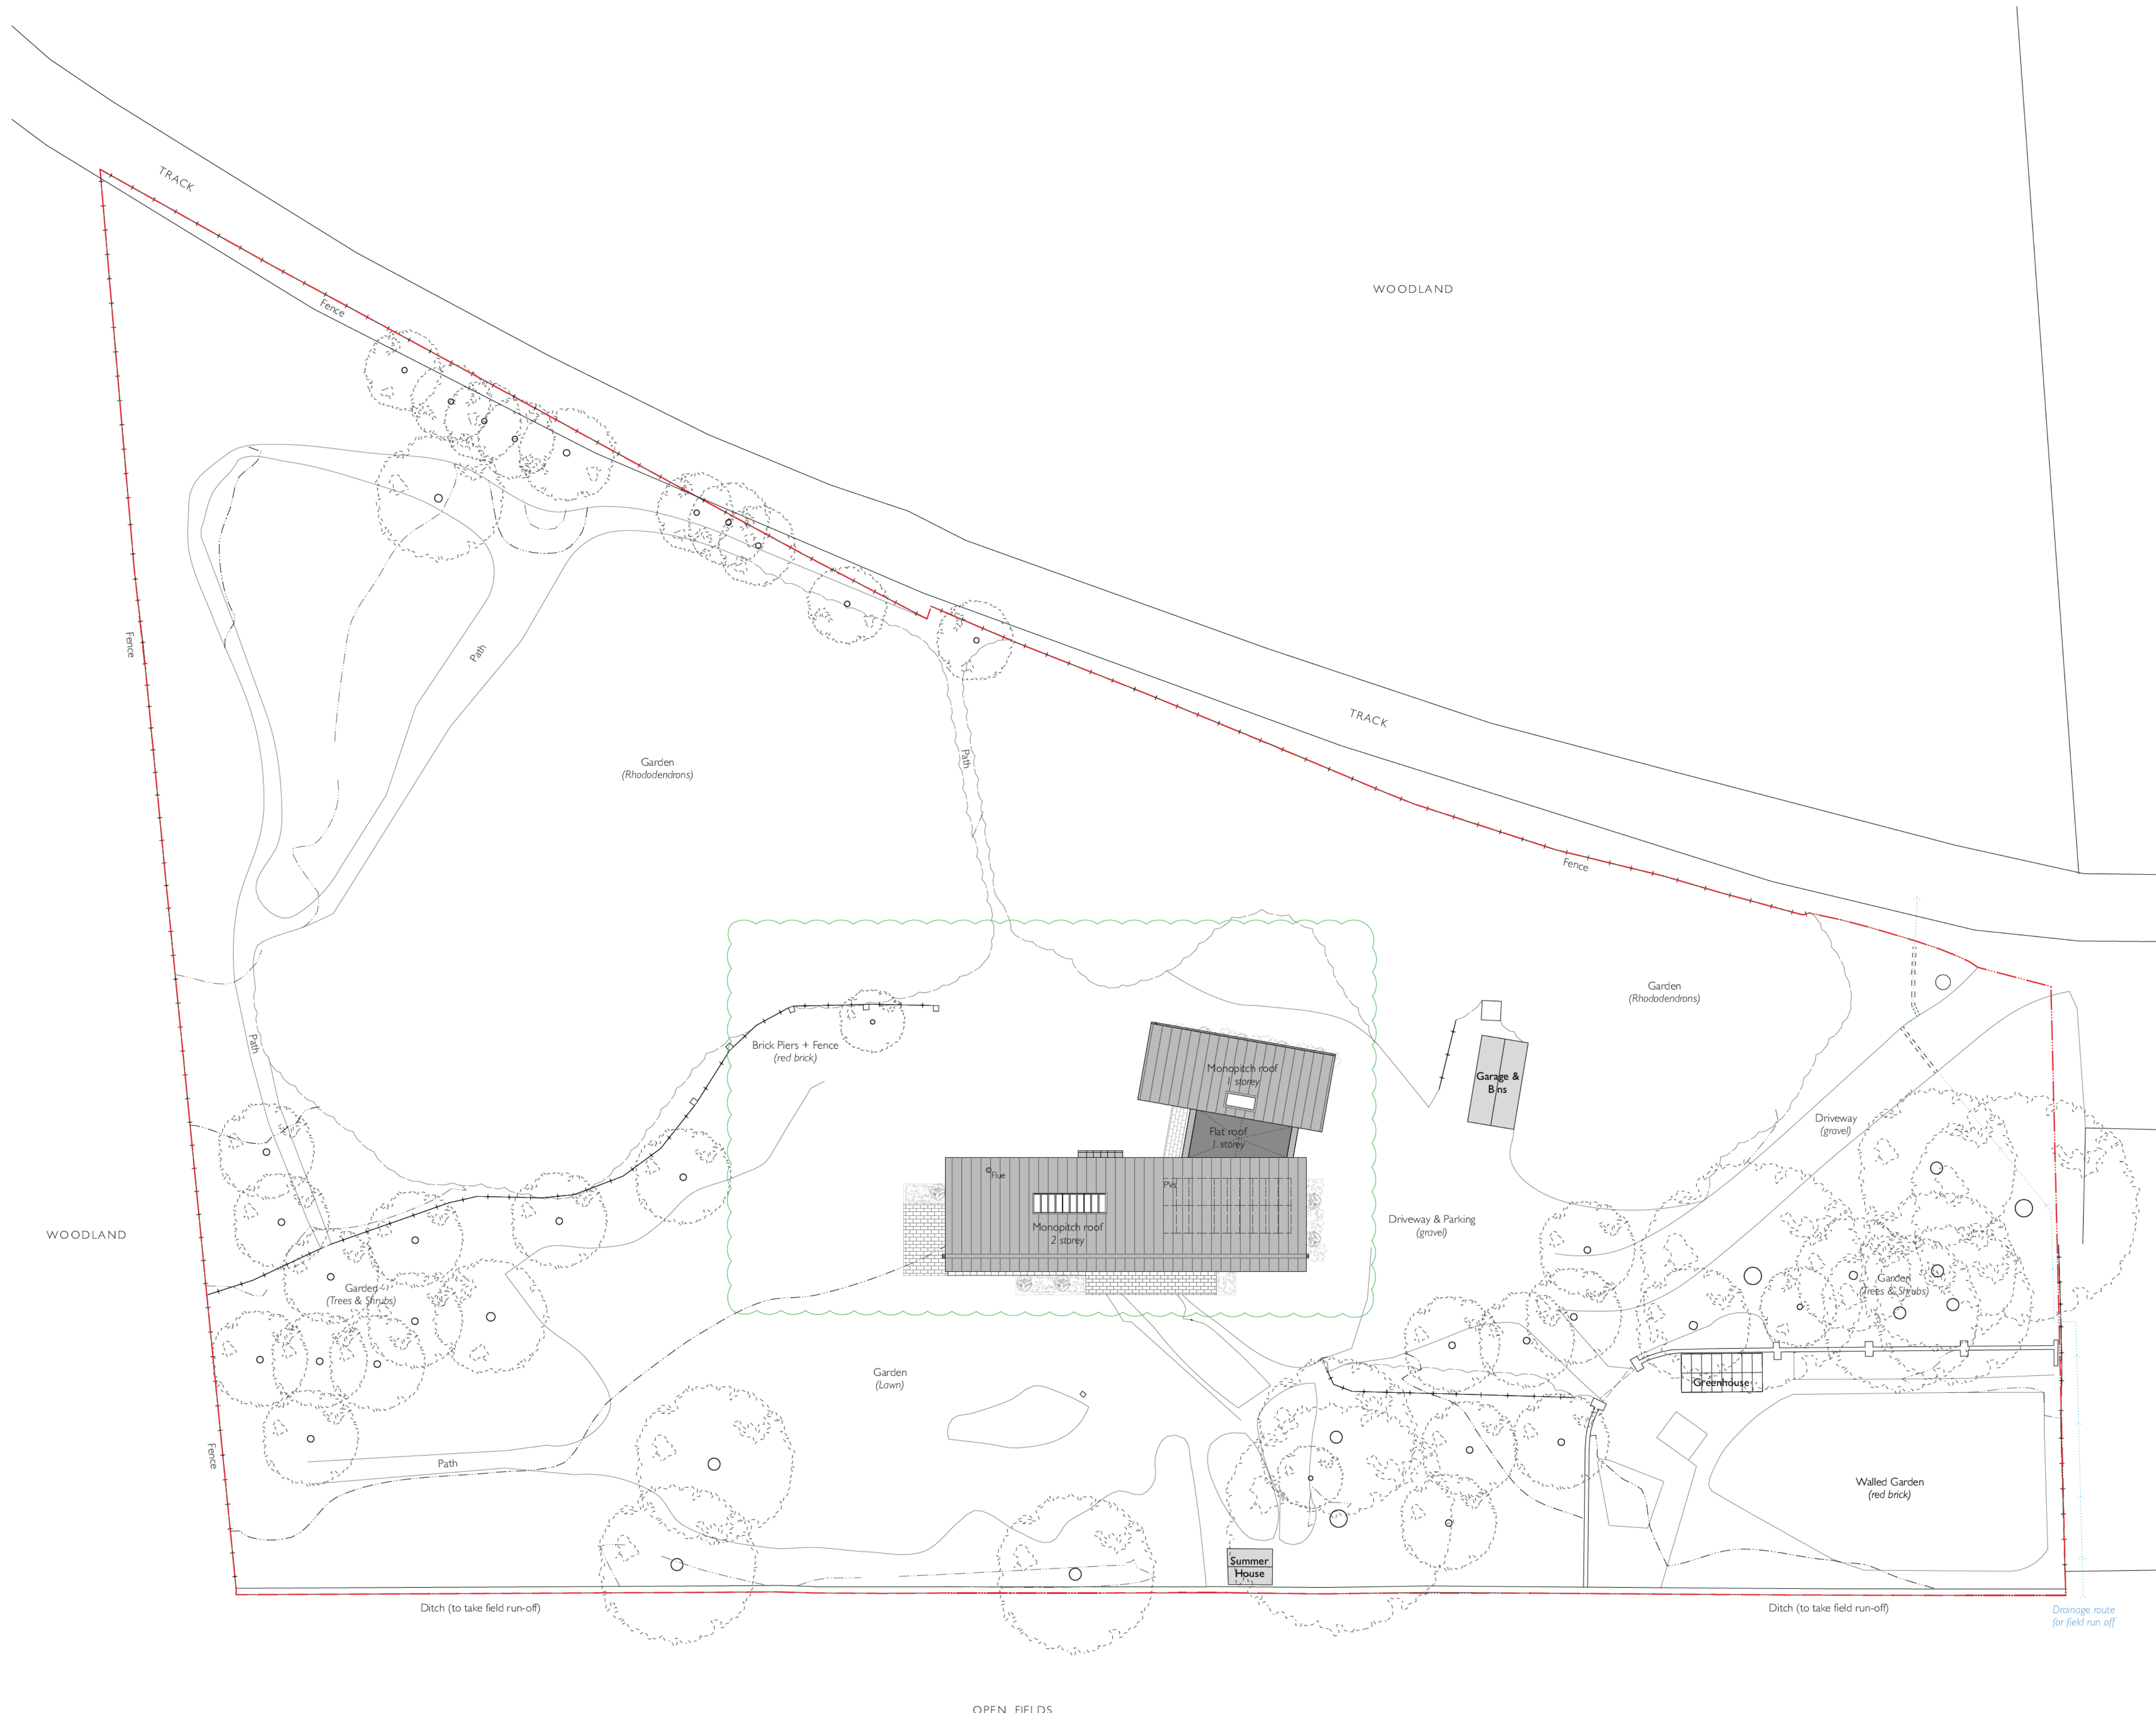 TRACK
WOODLAND
Fence
Fence
Path
TRACK
Path
Garden
(Rhododendrons)
Fence
Garden
(Rhododendrons)
Path
Brick Piers + Fence
(red brick)
Monopitch roof
1 storey
Garage &
Bins
Flat roof
1 storey
Driveway
(gravel)
Flue
PVs
Monopitch roof
2 storey
Driveway & Parking
(gravel)
WOODLAND
Garden
(Trees & Shrubs)
Garden
(Trees & Shrubs)
Garden
(Lawn)
Greenhouse
Fence
Path
Walled Garden
(red brick)
Summer
House
Ditch (to take field run-off)
Ditch (to take field run-off)
Drainage route
for field run off
OPEN FIELDS